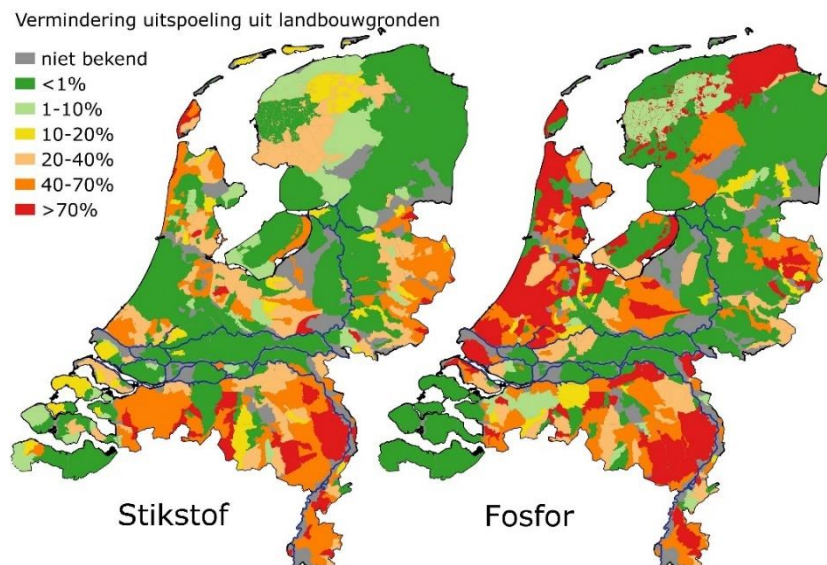 Vermindering uitspoeling uit landbouwgronden
niet bekend
<1%
1-10%
10-20%
20-40%
40-70%
>70%
Stikstof
Fosfor